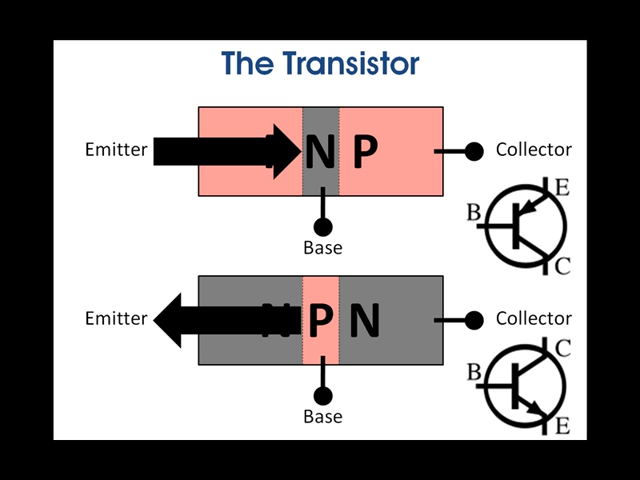 The Transistor
Emitter
N P
Collector
E
B
Base
C
Emitter
N P N
Collector
C
B
Base
E